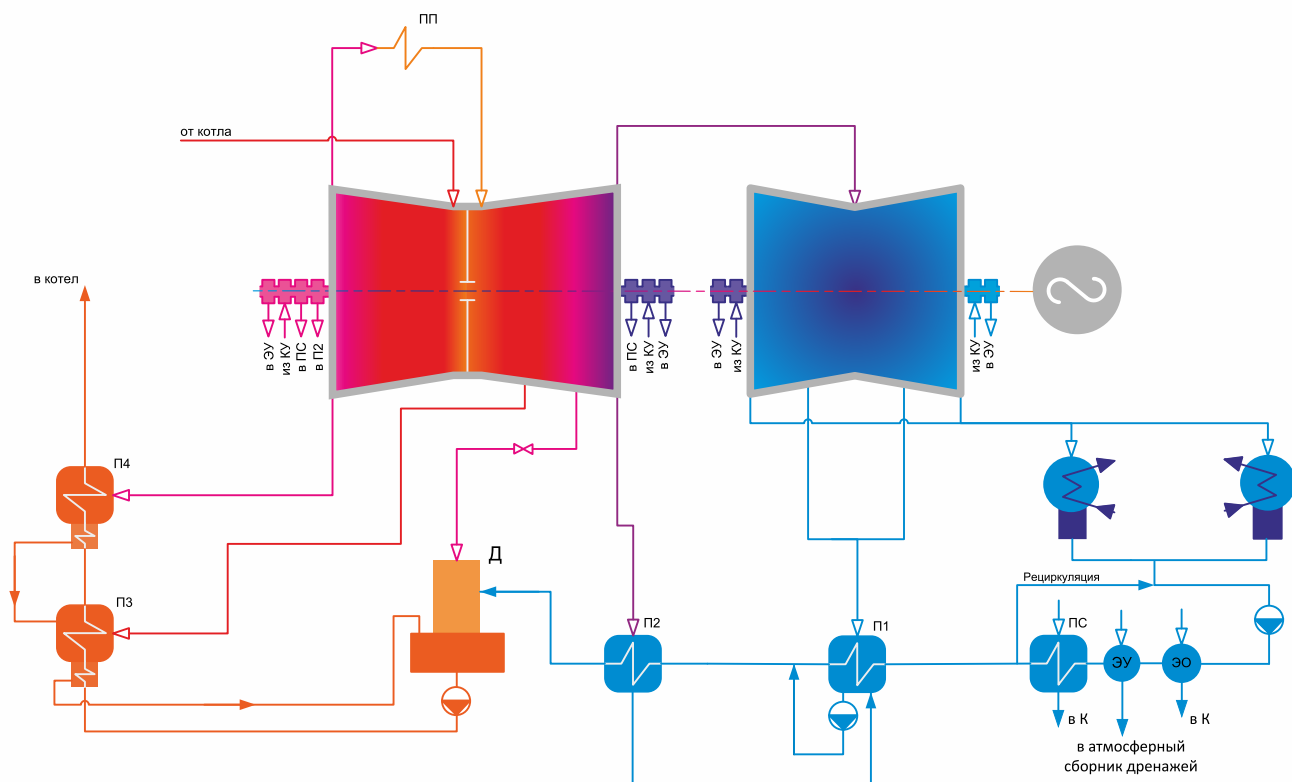 ПП
от котла
в котел
в ЭУ
из КУ
в ПС
в П2
в ПС
из КУ
в ЭУ
в ЭУ
из КУ
из КУ
в ЭУ
П4
Д
Рециркуляция
П3
П2
П1
ПС
ЭУ
ЭО
в К
в К
в атмосферный
сборник дренажей